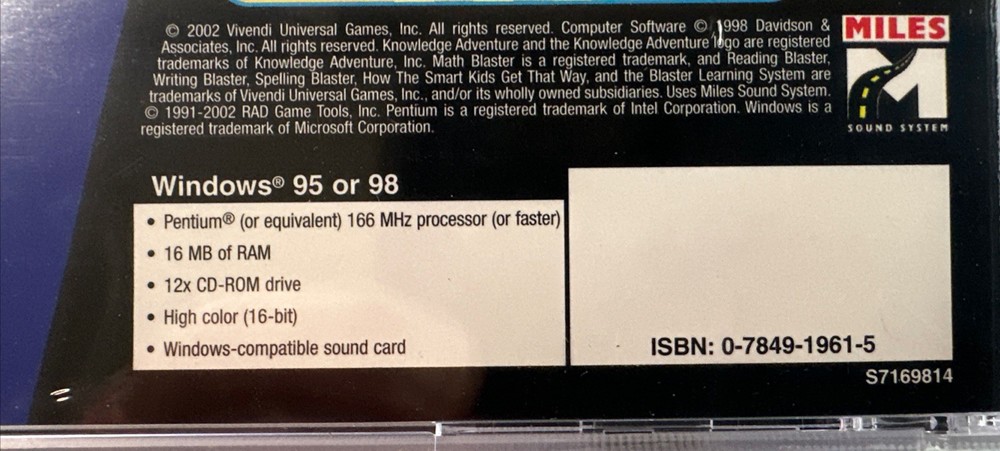 © 2002 Vivendi Universal Games, Inc. All rights reserved. Computer Software © 1998 Davidson &
Associates, Inc. All rights reserved. Knowledge Adventure and the Knowledge Adventure logo are registered
trademarks of Knowledge Adventure, Inc. Math Blaster is a registered trademark, and Reading Blaster,
Writing Blaster, Spelling Blaster, How The Smart Kids Get That Way, and the Blaster Learning System are
trademarks of Vivendi Universal Games, Inc., and/or its wholly owned subsidiaries. Uses Miles Sound System.
© 1991-2002 RAD Game Tools, Inc. Pentium is a registered trademark of Intel Corporation. Windows is a
registered trademark of Microsoft Corporation.
MILES
SOUND SYSTEM
Windows® 95 or 98
• Pentium® (or equivalent) 166 MHz processor (or faster)
• 16 MB of RAM
• 12x CD-ROM drive
• High color (16-bit)
• Windows-compatible sound card
ISBN: 0-7849-1961-5
S7169814